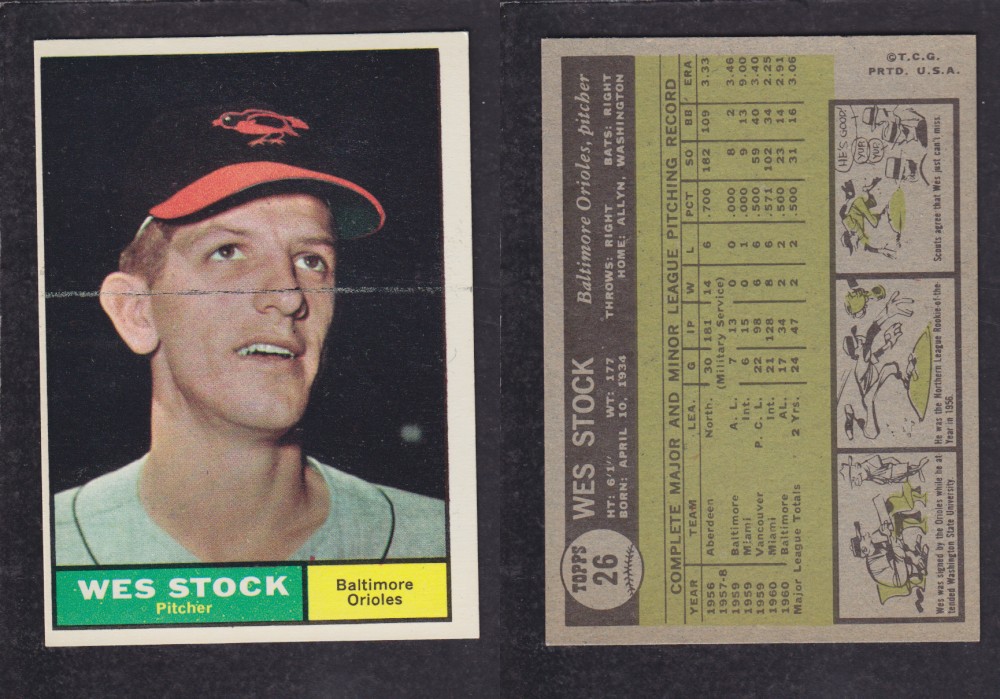 WES STOCK
Pitcher
Baltimore
Orioles
TOPPS
26
WES STOCK Baltimore Orioles, pitcher
HT: 6'1" WT: 177 THROWS: RIGHT BATS: RIGHT
BORN: APRIL 10, 1934 HOME: ALLYN, WASHINGTON
COMPLETE MAJOR AND MINOR LEAGUE PITCHING RECORD
YEAR TEAM LEA. G IP W L PCT SO BB ERA
1956 Aberdeen North. 30 181 14 6 .700 182 109 3.33
1957-8 (Military Service)
1959 Baltimore A. L. 7 13 0 0 .000 8 2 3.46
1959 Miami Int. 6 15 0 1 .000 9 13 9.00
1959 Vancouver P. C. L. 22 98 6 6 .500 59 40 3.40
1960 Miami Int. 21 128 8 6 .571 102 34 2.25
1960 Baltimore AL. 17 34 2 2 .500 23 14 2.91
Major League Totals 2 Yrs. 24 47 2 2 .500 31 16 3.06
Wes was signed by the Orioles while he at-
tended Washington State University.
He was the Northern League Rookie-of-the-
Year in 1956.
HE'S GOOD!
YUP
YUP
Scouts agree that Wes just can't miss.
©T.C.G.
PRTD. U.S.A.